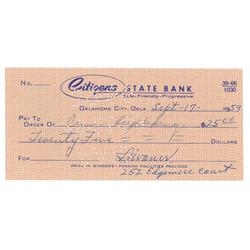 Citizens STATE BANK 39-66
Safe-Friendly-Progressive 1030
NO.
OKLAHOMA CITY, OKLA. Sept-17- 1959
PAY TO
ORDER OF $25.00
Twenty Five DOLLARS
FOR
DRIVE IN WINDOWS - PARKING FACILITIES PROVIDED
252 Edgemere Court